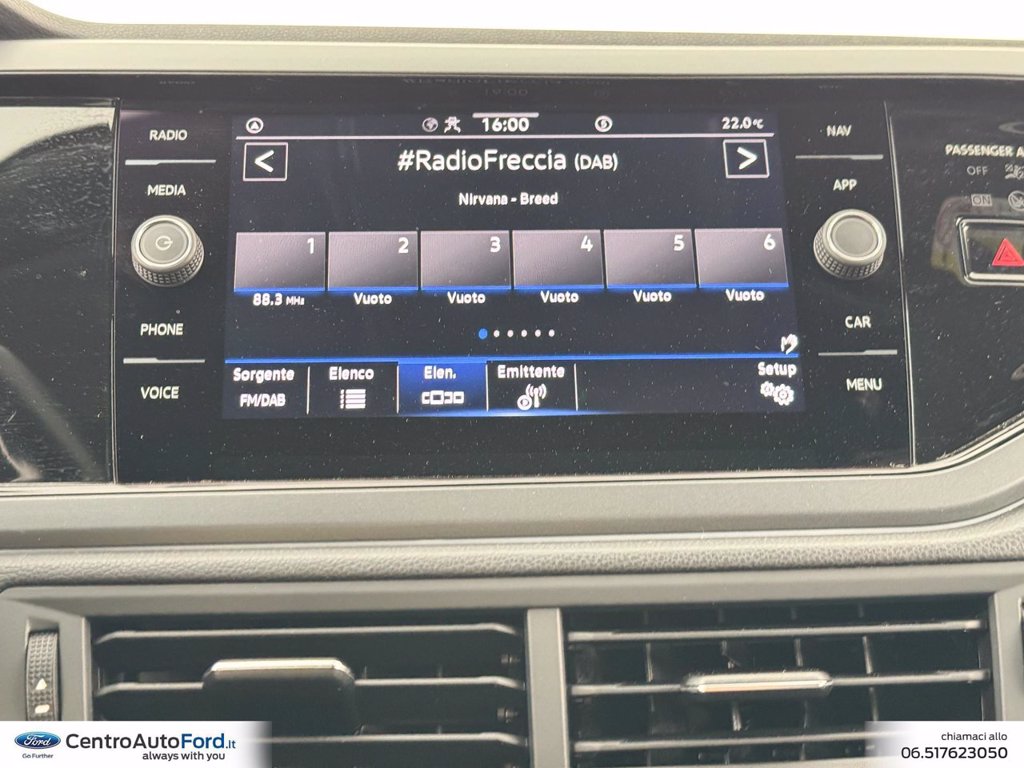 RADIO
MEDIA
PHONE
VOICE
16:00
22.0°C
#RadioFreccia (DAB)
Nirvana - Breed
1 2 3 4 5 6
88.3 MHz Vuoto Vuoto Vuoto Vuoto Vuoto
Sorgente Elenco Elen. Emittente Setup
FM/DAB
NAV
APP
CAR
MENU
PASSENGER A
OFF
ON
Ford
Go Further
CentroAutoFord.it
always with you
chiamaci allo
06.517623050